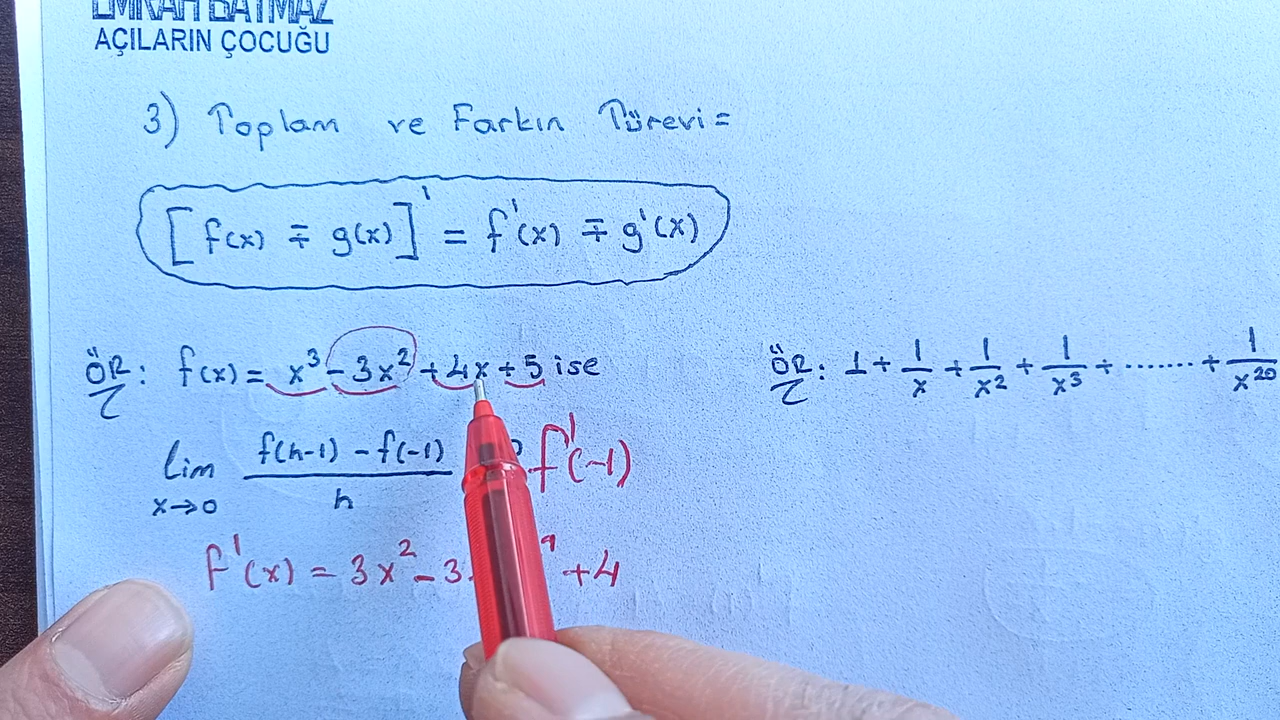 EMRAH BATMAZ
AÇILARIN ÇOCUĞU
3) Toplam ve Farkın Türevi =
[f(x) ∓ g(x)]' = f'(x) ∓ g'(x)
ÖR: f(x) = x³ - 3x² + 4x + 5 ise
lim x→0 (f(h-1) - f(-1)) / h f'(-1)
f'(x) = 3x² - 3. +4
ÖR: 1 + 1/x + 1/x² + 1/x³ + ........ + 1/x²⁰